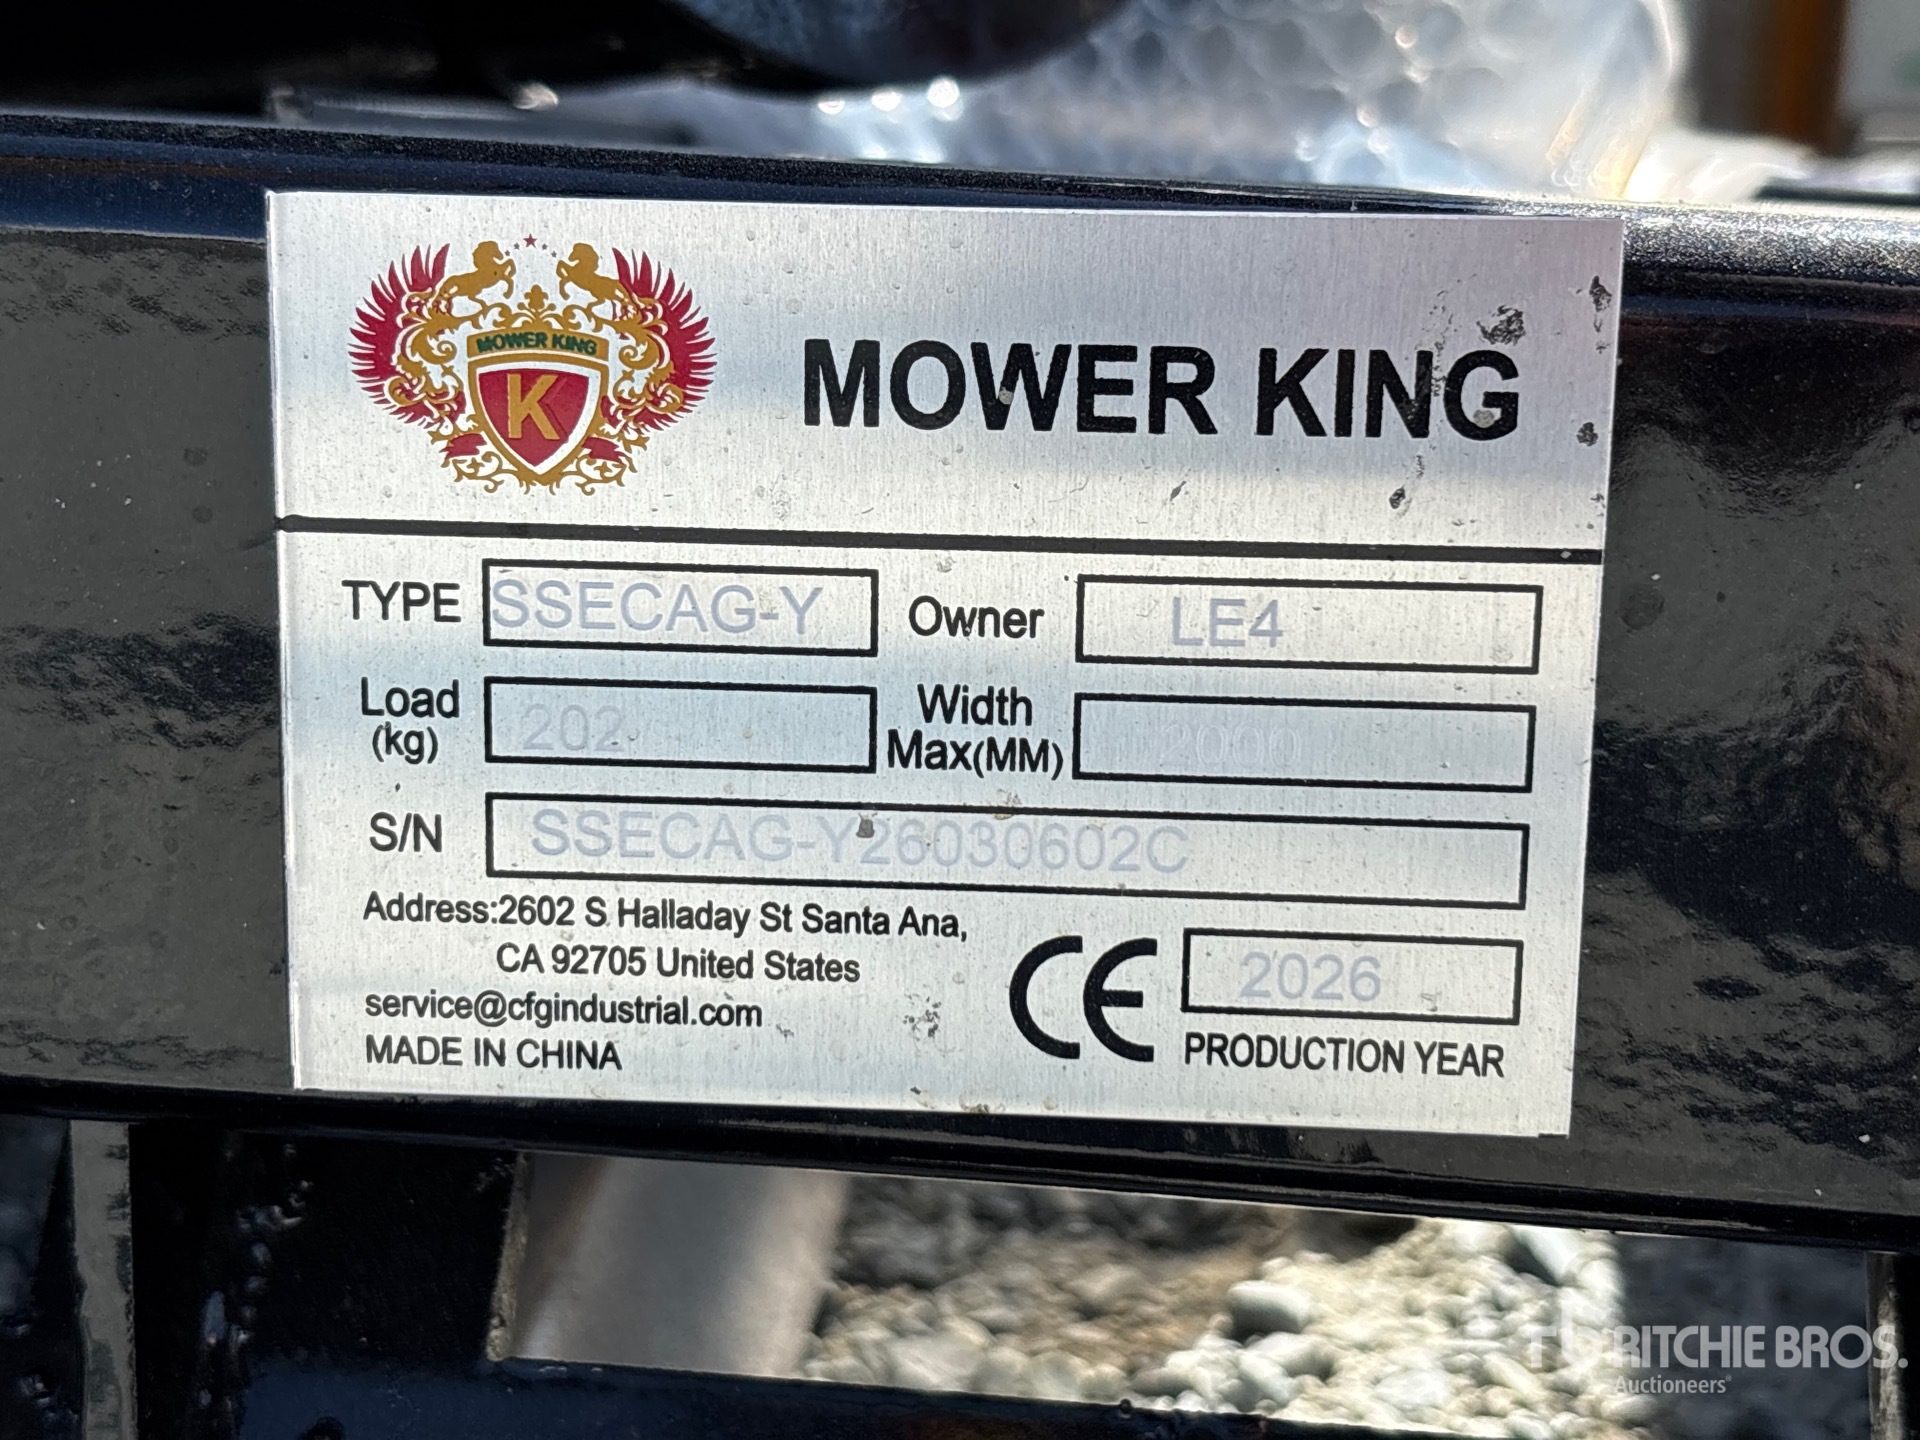 MOWER KING
K
MOWER KING
TYPE SSECAG-Y Owner LE4
Load (kg) 202 Width Max(MM) 2000
S/N SSECAG-Y26030602C
Address:2602 S Halladay St Santa Ana,
CA 92705 United States
service@cfgindustrial.com
MADE IN CHINA
CE 2026
PRODUCTION YEAR
RITCHIE BROS.
Auctioneers